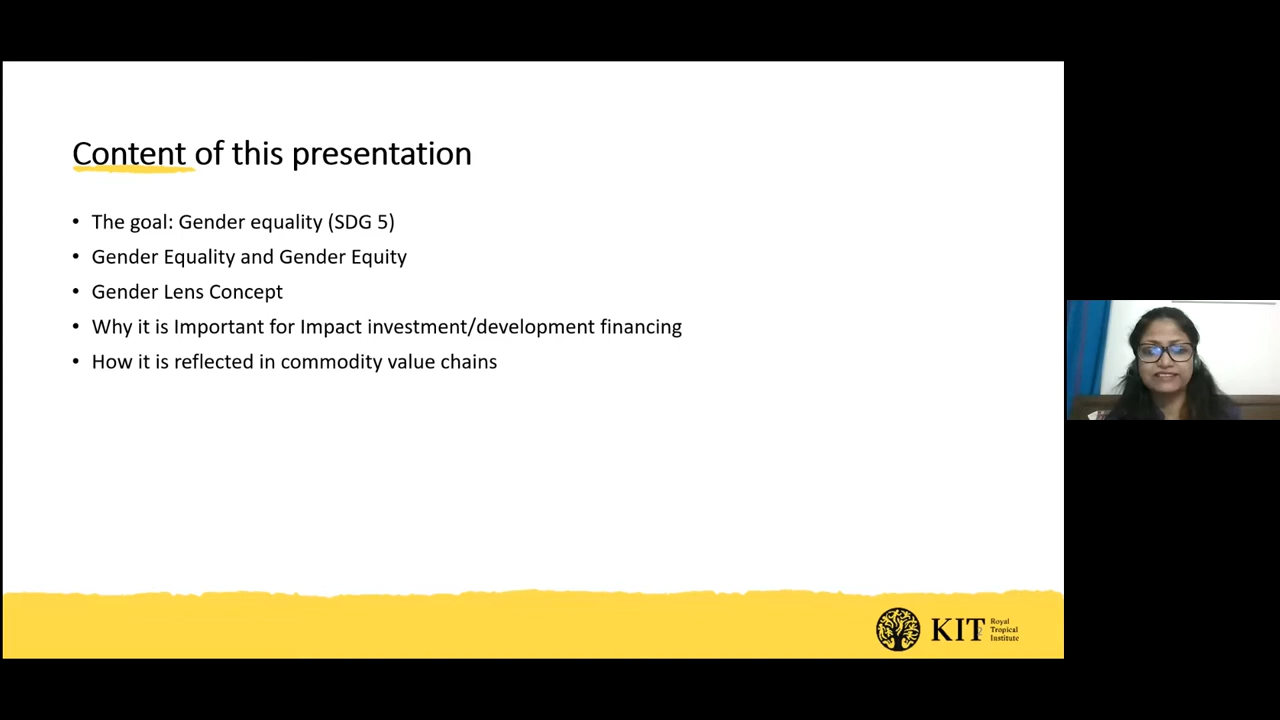 Content of this presentation
• The goal: Gender equality (SDG 5)
• Gender Equality and Gender Equity
• Gender Lens Concept
• Why it is Important for Impact investment/development financing
• How it is reflected in commodity value chains
KIT
Royal
Tropical
Institute